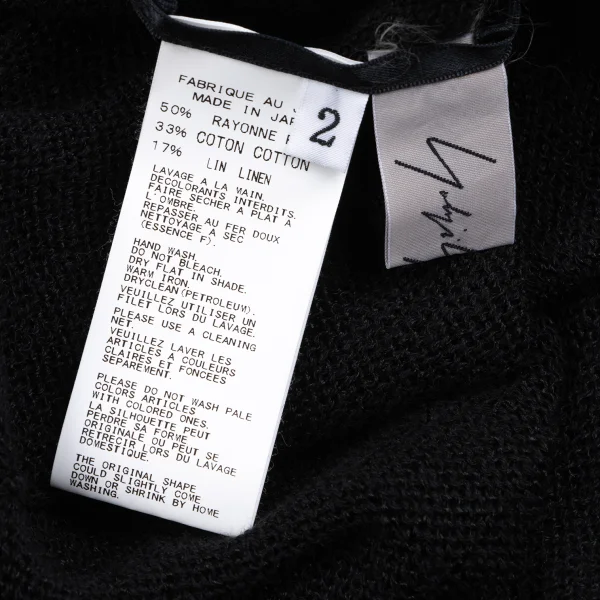 FABRIQUE AU
MADE IN JAP
50% RAYONNE
33% COTON COTTON
17% LIN LINEN
LAVAGE A LA MAIN.
DECOLORANTS INTERDITS.
FAIRE SECHER A PLAT A
L'OMBRE.
REPASSER AU FER DOUX
NETTOYAGE A SEC
(ESSENCE F).
HAND WASH.
DO NOT BLEACH.
DRY FLAT IN SHADE.
WARM IRON.
DRYCLEAN(PETROLEUM).
VEUILLEZ UTILISER UN
FILET LORS DU LAVAGE.
PLEASE USE A CLEANING
NET.
VEUILLEZ LAVER LES
ARTICLES A COULEURS
CLAIRES ET FONCEES
SEPAREMENT.
PLEASE DO NOT WASH PALE
COLORS ARTICLES
WITH COLORED ONES.
LA SILHOUETTE PEUT
PERDRE SA FORME
ORIGINALE OU PEUT SE
RETRECIR LORS DU LAVAGE
DOMESTIQUE.
THE ORIGINAL SHAPE
COULD SLIGHTLY COME
DOWN OR SHRINK BY HOME
WASHING.
2